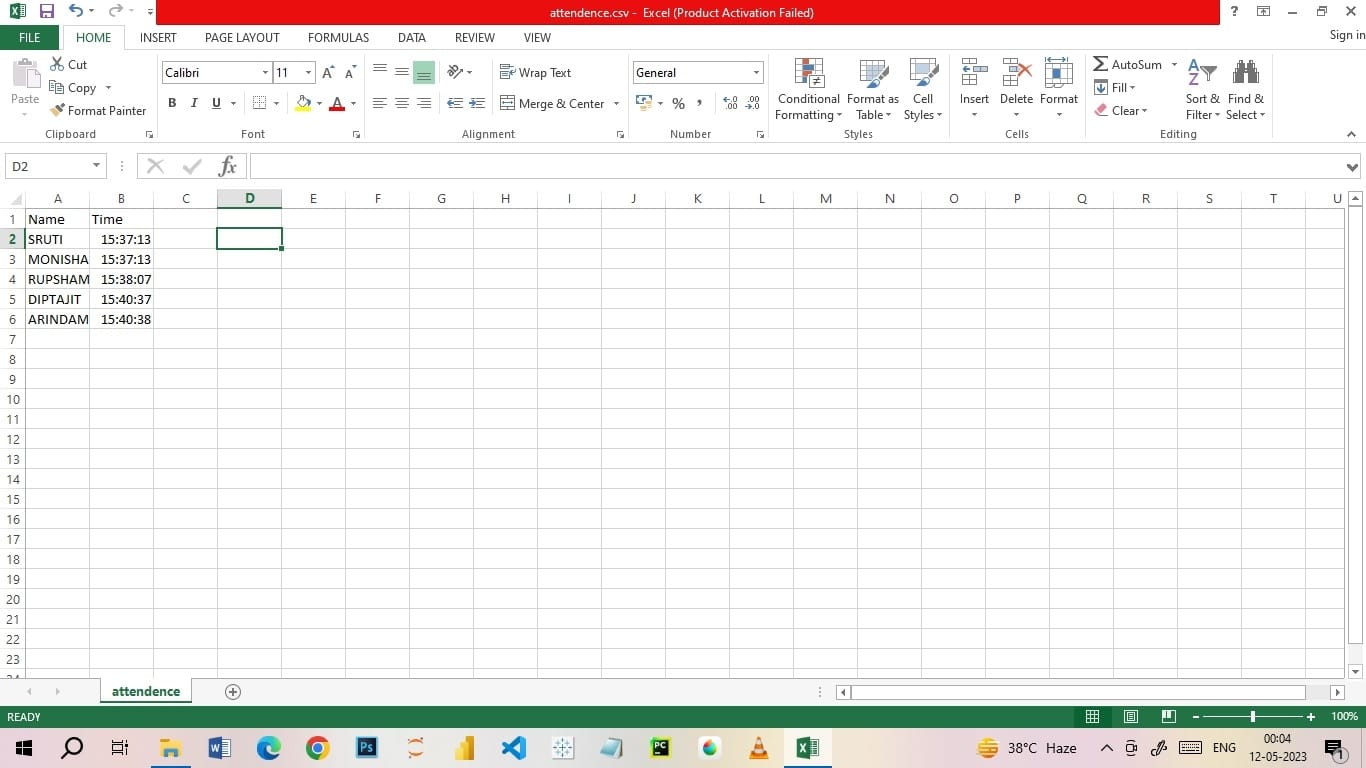 attendence.csv - Excel (Product Activation Failed)
?
FILE HOME INSERT PAGE LAYOUT FORMULAS DATA REVIEW VIEW Sign in
Paste
Cut
Copy
Format Painter
Clipboard
Calibri 11
B I U
Font
Wrap Text
Merge & Center
Alignment
General
% ,
Number
Conditional Formatting
Format as Table
Cell Styles
Styles
Insert Delete Format
Cells
AutoSum
Fill
Clear
Sort & Filter
Find & Select
Editing
D2 fx
A B C D E F G H I J K L M N O P Q R S T U
1 Name Time
2 SRUTI 15:37:13
3 MONISHA 15:37:13
4 RUPSHAM 15:38:07
5 DIPTAJIT 15:40:37
6 ARINDAM 15:40:38
7
8
9
10
11
12
13
14
15
16
17
18
19
20
21
22
23
24
attendence
READY 100%
38°C Haze ENG 00:04
12-05-2023
1